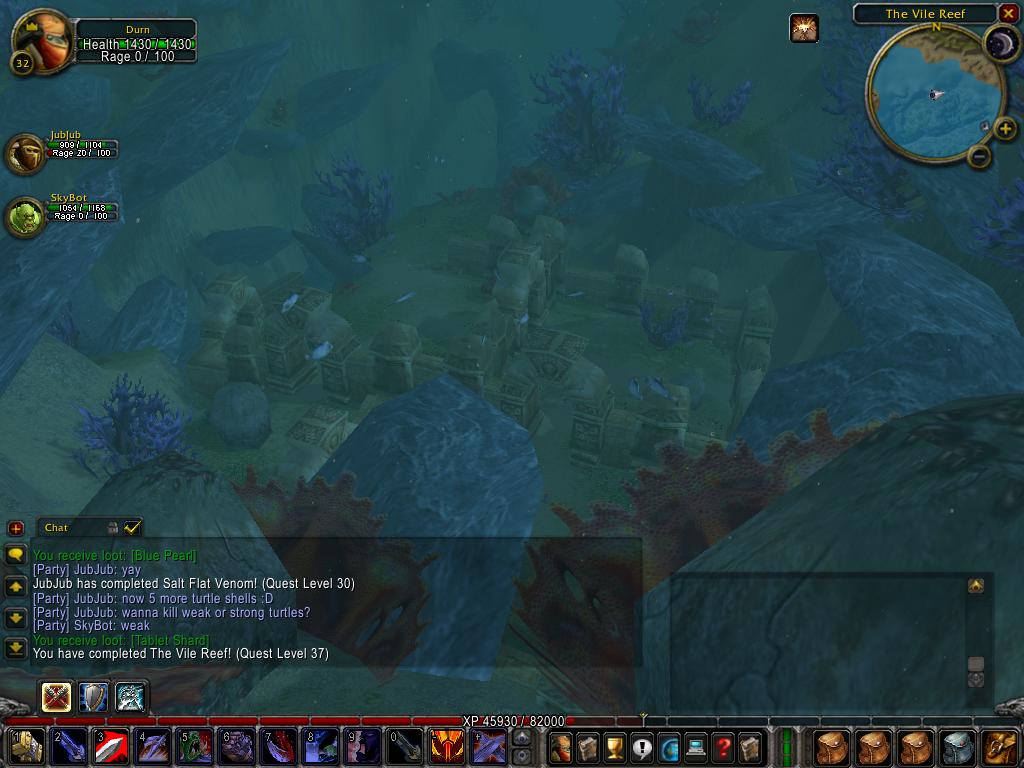 Durn
Health 1430 / 1430
Rage 0 / 100
32
The Vile Reef
N
JubJub
909 / 1104
Rage 20 / 100
SkyBot
1064 / 1168
Rage 0 / 100
Chat
You receive loot: [Blue Pearl]
[Party] JubJub: yay
JubJub has completed Salt Flat Venom! (Quest Level 30)
[Party] JubJub: now 5 more turtle shells :D
[Party] JubJub: wanna kill weak or strong turtles?
[Party] SkyBot: weak
You receive loot: [Tablet Shard]
You have completed The Vile Reef! (Quest Level 37)
XP 45930 / 82000
1 2 3 4 5 6 7 8 9 0 - +